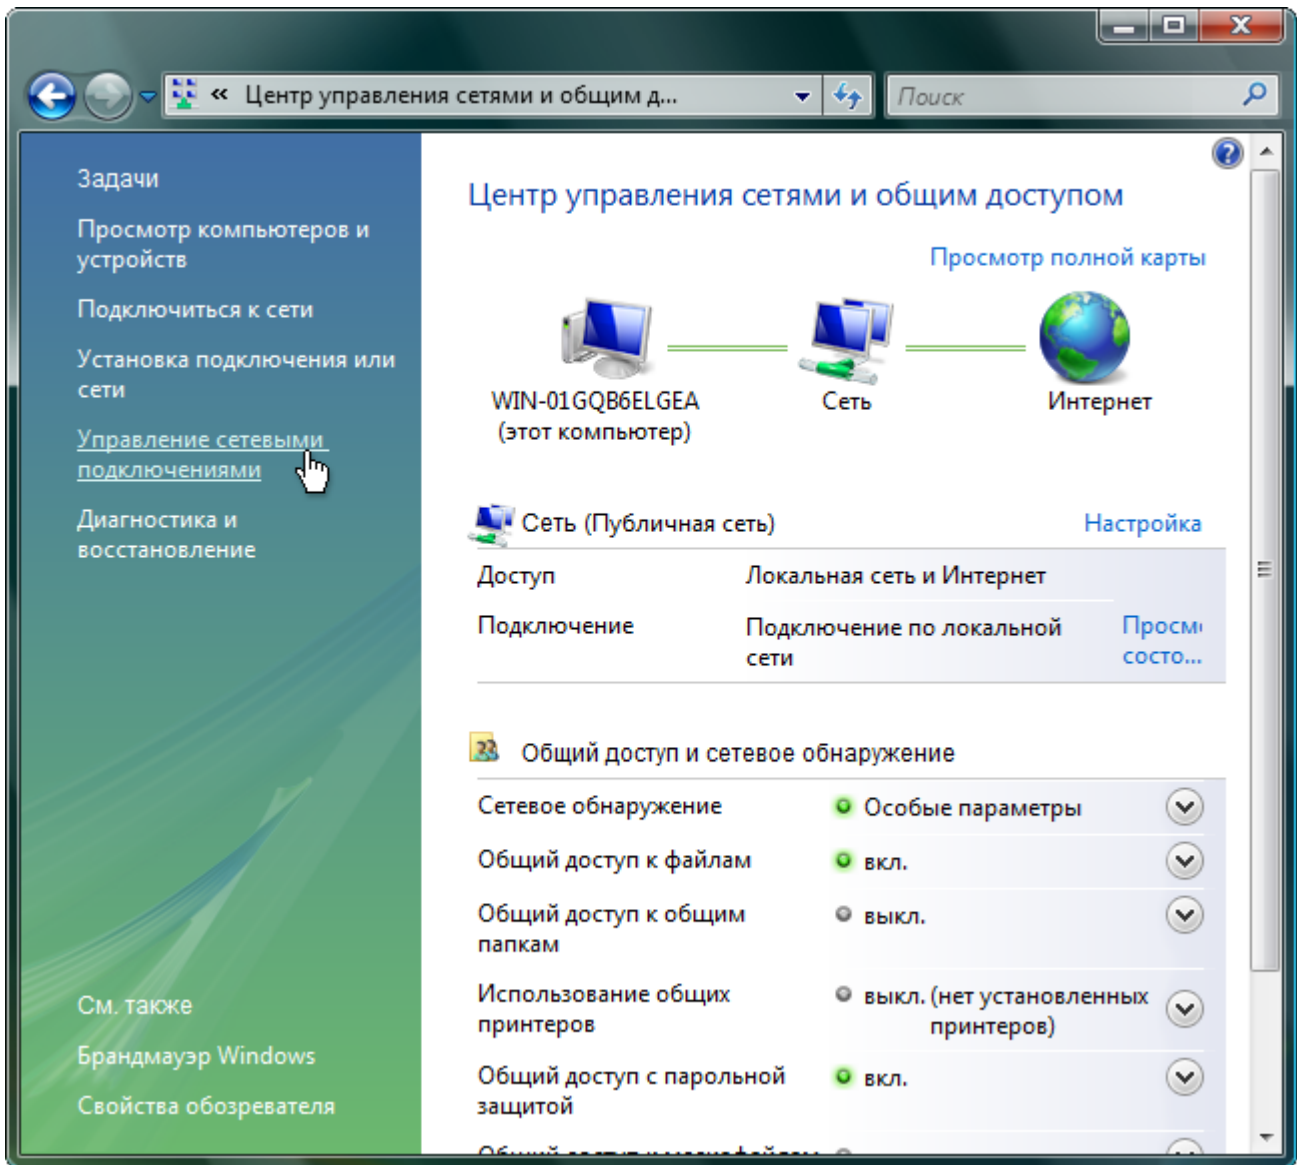 « Центр управления сетями и общим д...
Поиск
Задачи
Просмотр компьютеров и
устройств
Подключиться к сети
Установка подключения или
сети
Управление сетевыми
подключениями
Диагностика и
восстановление
См. также
Брандмауэр Windows
Свойства обозревателя
Центр управления сетями и общим доступом
Просмотр полной карты
WIN-01GQB6ELGEA
(этот компьютер)
Сеть
Интернет
Сеть (Публичная сеть)
Настройка
Доступ
Локальная сеть и Интернет
Подключение
Подключение по локальной
сети
Просм
состо...
Общий доступ и сетевое обнаружение
Сетевое обнаружение
Особые параметры
Общий доступ к файлам
вкл.
Общий доступ к общим
папкам
выкл.
Использование общих
принтеров
выкл. (нет установленных
принтеров)
Общий доступ с парольной
защитой
вкл.